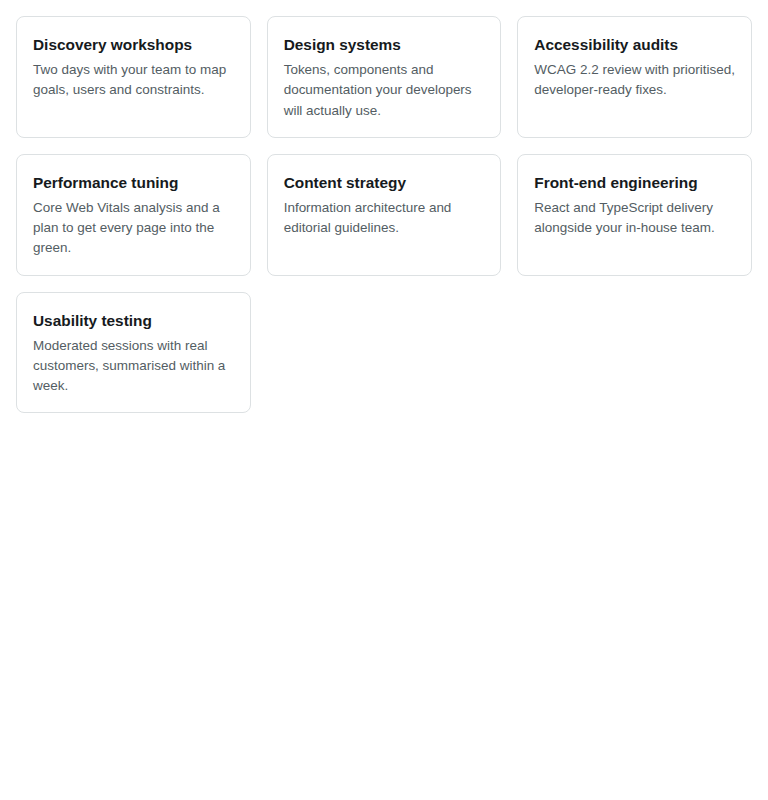 Discovery workshops
Two days with your team to map
goals, users and constraints.
Design systems
Tokens, components and
documentation your developers
will actually use.
Accessibility audits
WCAG 2.2 review with prioritised,
developer-ready fixes.
Performance tuning
Core Web Vitals analysis and a
plan to get every page into the
green.
Content strategy
Information architecture and
editorial guidelines.
Front-end engineering
React and TypeScript delivery
alongside your in-house team.
Usability testing
Moderated sessions with real
customers, summarised within a
week.